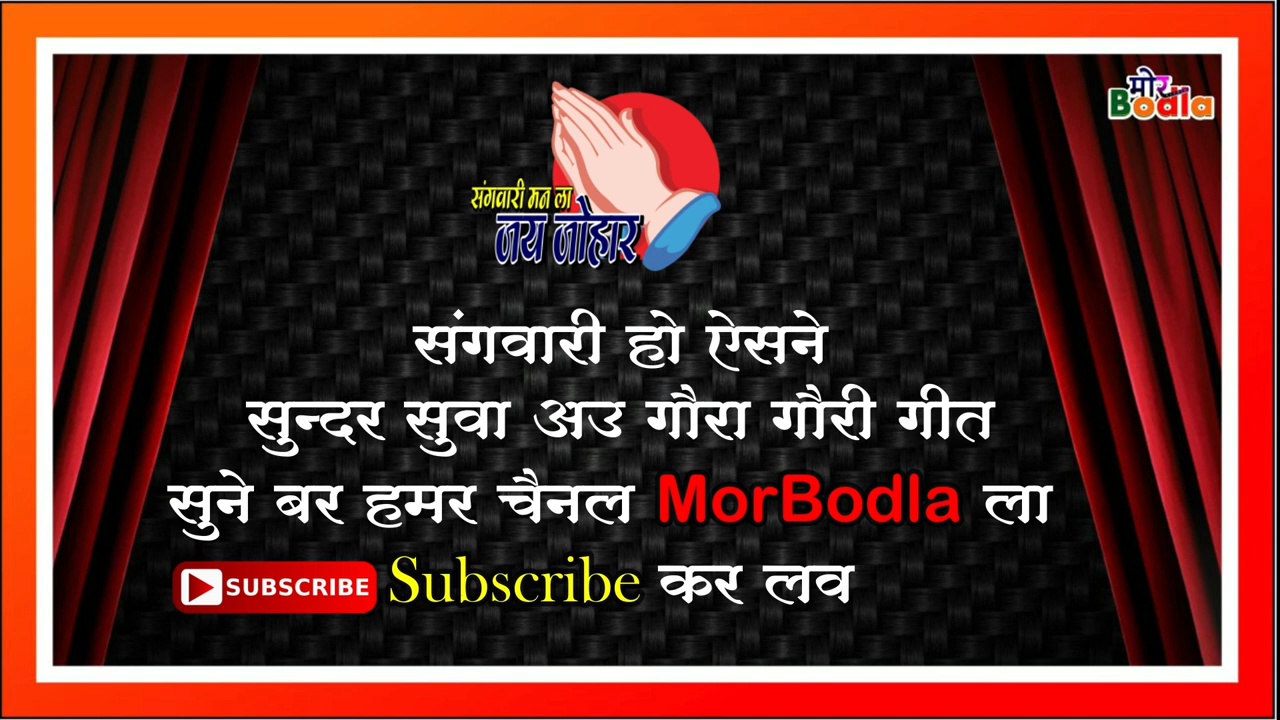 मोर
Bodla
संगवारी मन ला
जय जोहार
संगवारी हो ऐसने
सुन्दर सुवा अउ गौरा गौरी गीत
सुने बर हमर चैनल MorBodla ला
SUBSCRIBE Subscribe कर लव